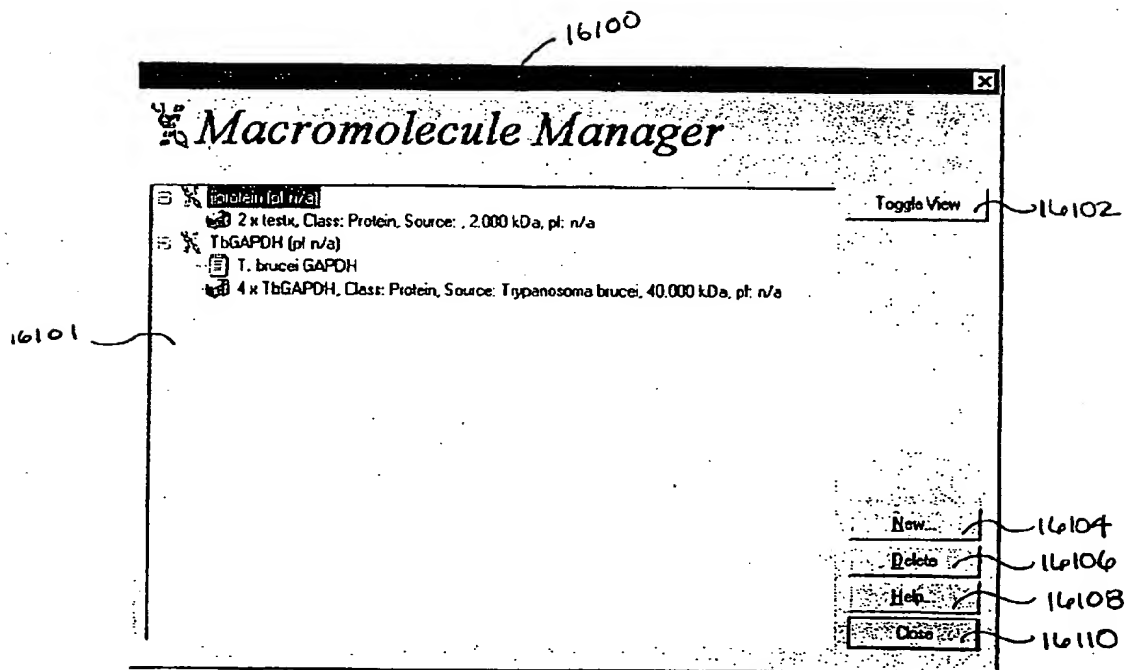 16100
Macromolecule Manager
(pI n/a)
2 x testx, Class: Protein, Source: , 2.000 kDa, pI: n/a
TbGAPDH (pI n/a)
T. brucei GAPDH
4 x TbGAPDH, Class: Protein, Source: Trypanosoma brucei, 40.000 kDa, pI: n/a
Toggle View
16102
16101
New...
16104
Delete
16106
Help...
16108
Close
16110